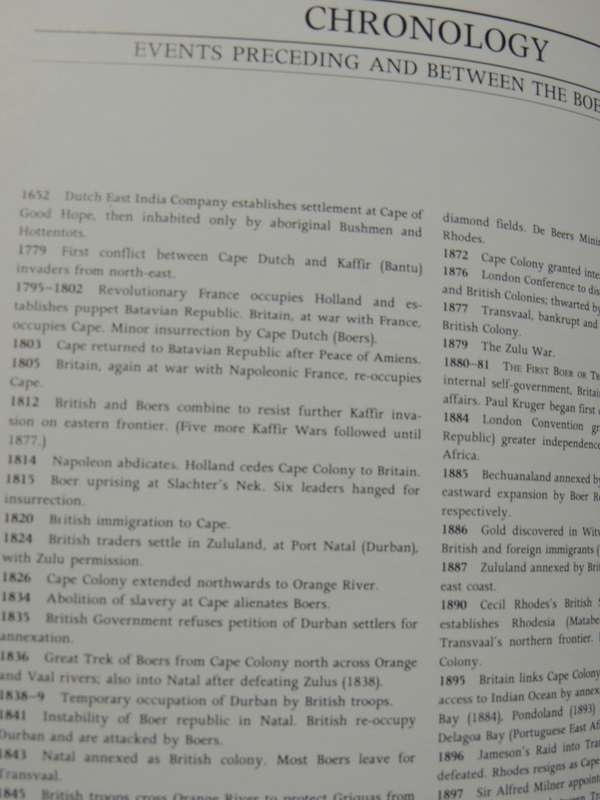 CHRONOLOGY
EVENTS PRECEDING AND BETWEEN THE BOE
1652 Dutch East India Company establishes settlement at Cape of
Good Hope, then inhabited only by aboriginal Bushmen and
Hottentots.
1779 First conflict between Cape Dutch and Kaffir (Bantu)
invaders from north-east.
1795–1802 Revolutionary France occupies Holland and es-
tablishes puppet Batavian Republic. Britain, at war with France,
occupies Cape. Minor insurrection by Cape Dutch (Boers).
1803 Cape returned to Batavian Republic after Peace of Amiens.
1805 Britain, again at war with Napoleonic France, re-occupies
Cape.
1812 British and Boers combine to resist further Kaffir inva-
sion on eastern frontier. (Five more Kaffir Wars followed until
1877.)
1814 Napoleon abdicates. Holland cedes Cape Colony to Britain.
1815 Boer uprising at Slachter's Nek. Six leaders hanged for
insurrection.
1820 British immigration to Cape.
1824 British traders settle in Zululand, at Port Natal (Durban),
with Zulu permission.
1826 Cape Colony extended northwards to Orange River.
1834 Abolition of slavery at Cape alienates Boers.
1835 British Government refuses petition of Durban settlers for
annexation.
1836 Great Trek of Boers from Cape Colony north across Orange
and Vaal rivers; also into Natal after defeating Zulus (1838).
1838–9 Temporary occupation of Durban by British troops.
1841 Instability of Boer republic in Natal. British re-occupy
Durban and are attacked by Boers.
1843 Natal annexed as British colony. Most Boers leave for
Transvaal.
1845 British troops cross Orange River to protect Griquas from
diamond fields. De Beers Mini
Rhodes.
1872 Cape Colony granted inte
1876 London Conference to dis
and British Colonies; thwarted by
1877 Transvaal, bankrupt and
British Colony.
1879 The Zulu War.
1880–81 THE FIRST BOER OR TR
internal self-government, Britain
affairs. Paul Kruger began first
1884 London Convention gr
Republic) greater independence
Africa.
1885 Bechuanaland annexed by
eastward expansion by Boer Re
respectively.
1886 Gold discovered in Witw
British and foreign immigrants (
1887 Zululand annexed by Brit
east coast.
1890 Cecil Rhodes's British S
establishes Rhodesia (Matabe
Transvaal's northern frontier.
Colony.
1895 Britain links Cape Colony
access to Indian Ocean by annex
Bay (1884), Pondoland (1893)
Delagoa Bay (Portuguese East Afr
1896 Jameson's Raid into Tran
defeated. Rhodes resigns as Cape
1897 Sir Alfred Milner appoint